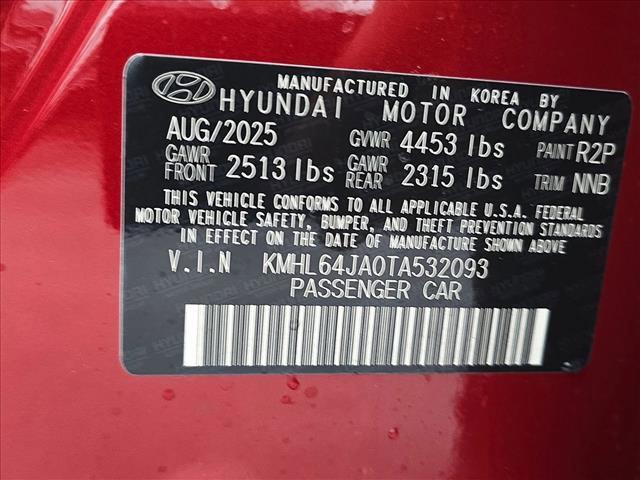 MANUFACTURED IN KOREA BY
HYUNDAI MOTOR COMPANY
AUG/2025 GVWR 4453 lbs PAINT R2P
GAWR FRONT 2513 lbs GAWR REAR 2315 lbs TRIM NNB
THIS VEHICLE CONFORMS TO ALL APPLICABLE U.S.A. FEDERAL
MOTOR VEHICLE SAFETY, BUMPER, AND THEFT PREVENTION STANDARDS
IN EFFECT ON THE DATE OF MANUFACTURE SHOWN ABOVE
V.I.N KMHL64JA0TA532093
PASSENGER CAR